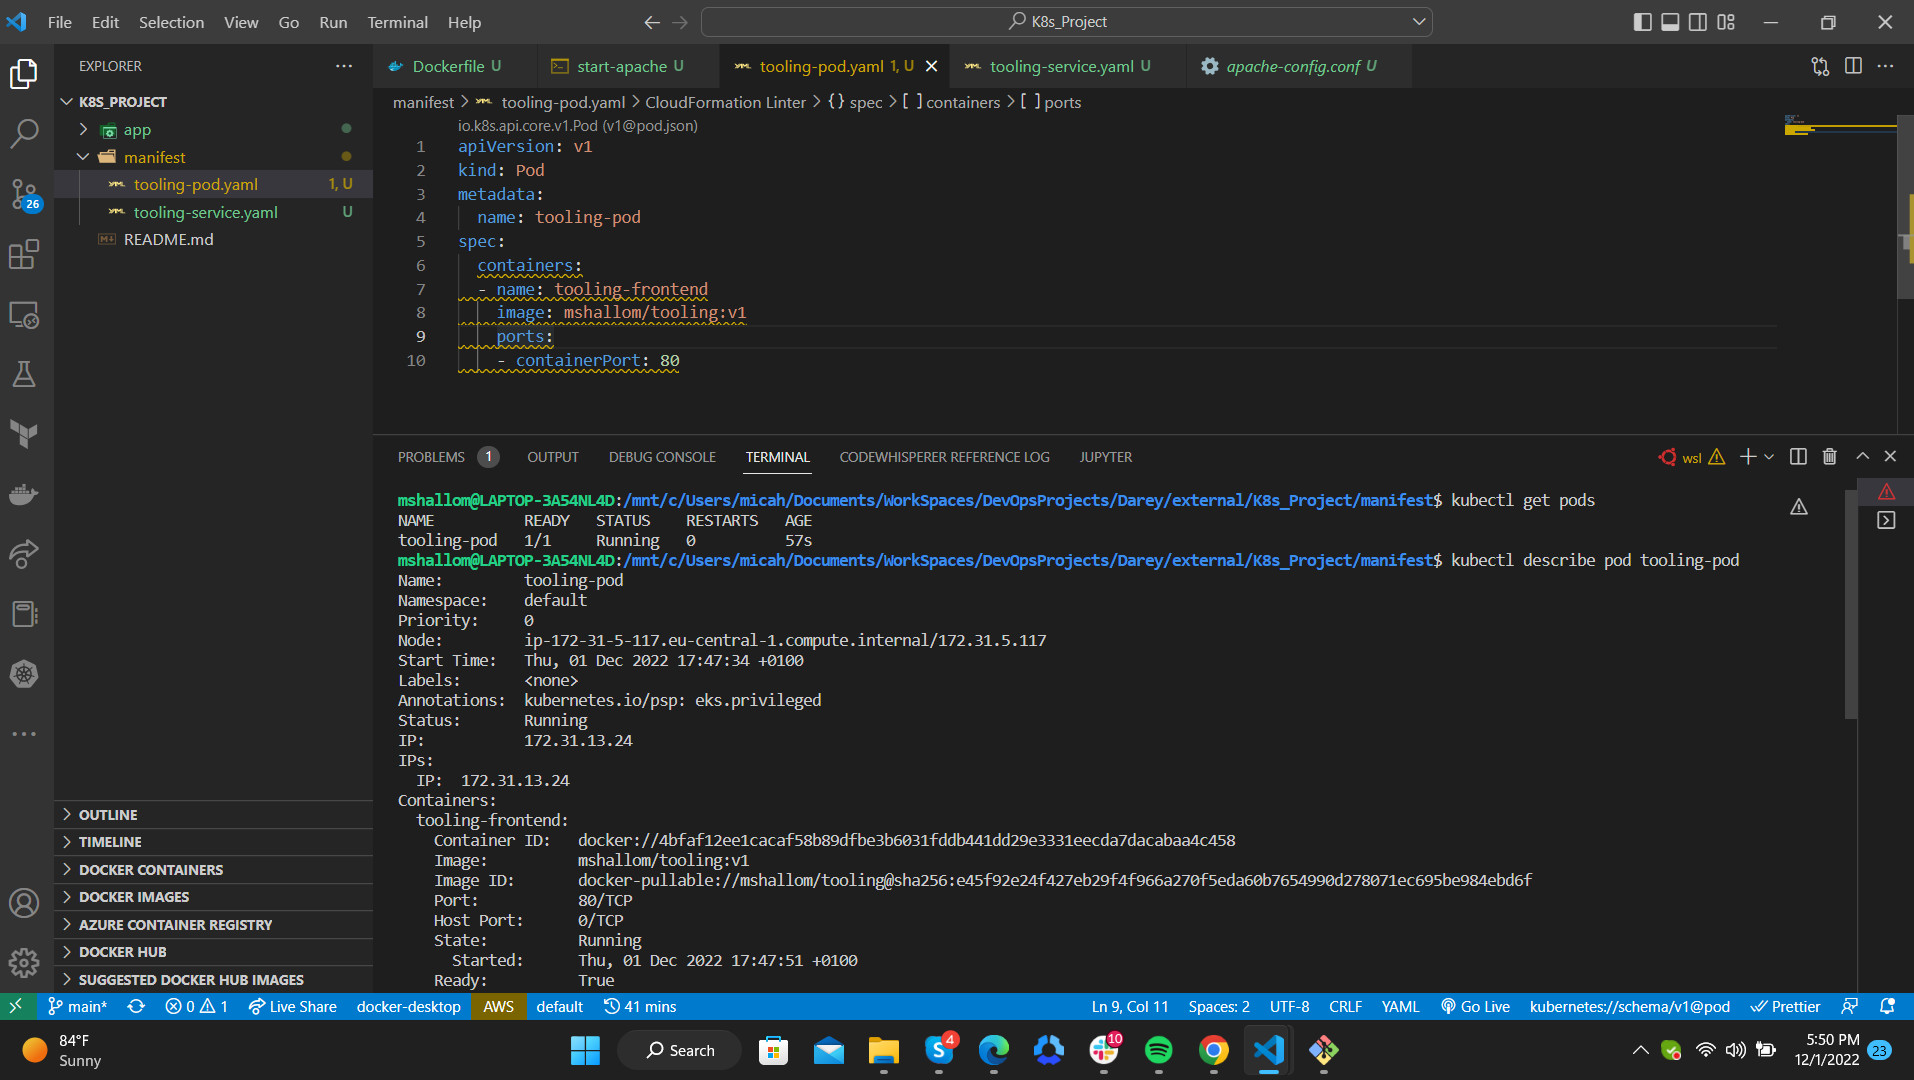 File Edit Selection View Go Run Terminal Help
K8s_Project
EXPLORER
K8S_PROJECT
app
manifest
tooling-pod.yaml 1, U
tooling-service.yaml U
README.md
OUTLINE
TIMELINE
DOCKER CONTAINERS
DOCKER IMAGES
AZURE CONTAINER REGISTRY
DOCKER HUB
SUGGESTED DOCKER HUB IMAGES
26
Dockerfile U start-apache U tooling-pod.yaml 1, U tooling-service.yaml U apache-config.conf U
manifest > tooling-pod.yaml > CloudFormation Linter > {} spec > [ ] containers > [ ] ports
io.k8s.api.core.v1.Pod (v1@pod.json)
1 apiVersion: v1
2 kind: Pod
3 metadata:
4 name: tooling-pod
5 spec:
6 containers:
7 - name: tooling-frontend
8 image: mshallom/tooling:v1
9 ports:
10 - containerPort: 80
PROBLEMS 1 OUTPUT DEBUG CONSOLE TERMINAL CODEWHISPERER REFERENCE LOG JUPYTER wsl
mshallom@LAPTOP-3A54NL4D:/mnt/c/Users/micah/Documents/WorkSpaces/DevOpsProjects/Darey/external/K8s_Project/manifest$ kubectl get pods
NAME READY STATUS RESTARTS AGE
tooling-pod 1/1 Running 0 57s
mshallom@LAPTOP-3A54NL4D:/mnt/c/Users/micah/Documents/WorkSpaces/DevOpsProjects/Darey/external/K8s_Project/manifest$ kubectl describe pod tooling-pod
Name: tooling-pod
Namespace: default
Priority: 0
Node: ip-172-31-5-117.eu-central-1.compute.internal/172.31.5.117
Start Time: Thu, 01 Dec 2022 17:47:34 +0100
Labels: <none>
Annotations: kubernetes.io/psp: eks.privileged
Status: Running
IP: 172.31.13.24
IPs:
IP: 172.31.13.24
Containers:
tooling-frontend:
Container ID: docker://4bfaf12ee1cacaf58b89dfbe3b6031fddb441dd29e3331eecda7dacabaa4c458
Image: mshallom/tooling:v1
Image ID: docker-pullable://mshallom/tooling@sha256:e45f92e24f427eb29f4f966a270f5eda60b7654990d278071ec695be984ebd6f
Port: 80/TCP
Host Port: 0/TCP
State: Running
Started: Thu, 01 Dec 2022 17:47:51 +0100
Ready: True
main* 0 1 Live Share docker-desktop AWS default 41 mins Ln 9, Col 11 Spaces: 2 UTF-8 CRLF YAML Go Live kubernetes://schema/v1@pod Prettier
84°F
Sunny
Search
4
10
5:50 PM
12/1/2022
23